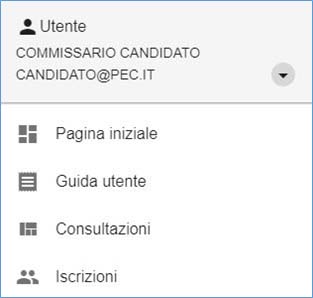 Utente
COMMISSARIO CANDIDATO
CANDIDATO@PEC.IT
Pagina iniziale
Guida utente
Consultazioni
Iscrizioni